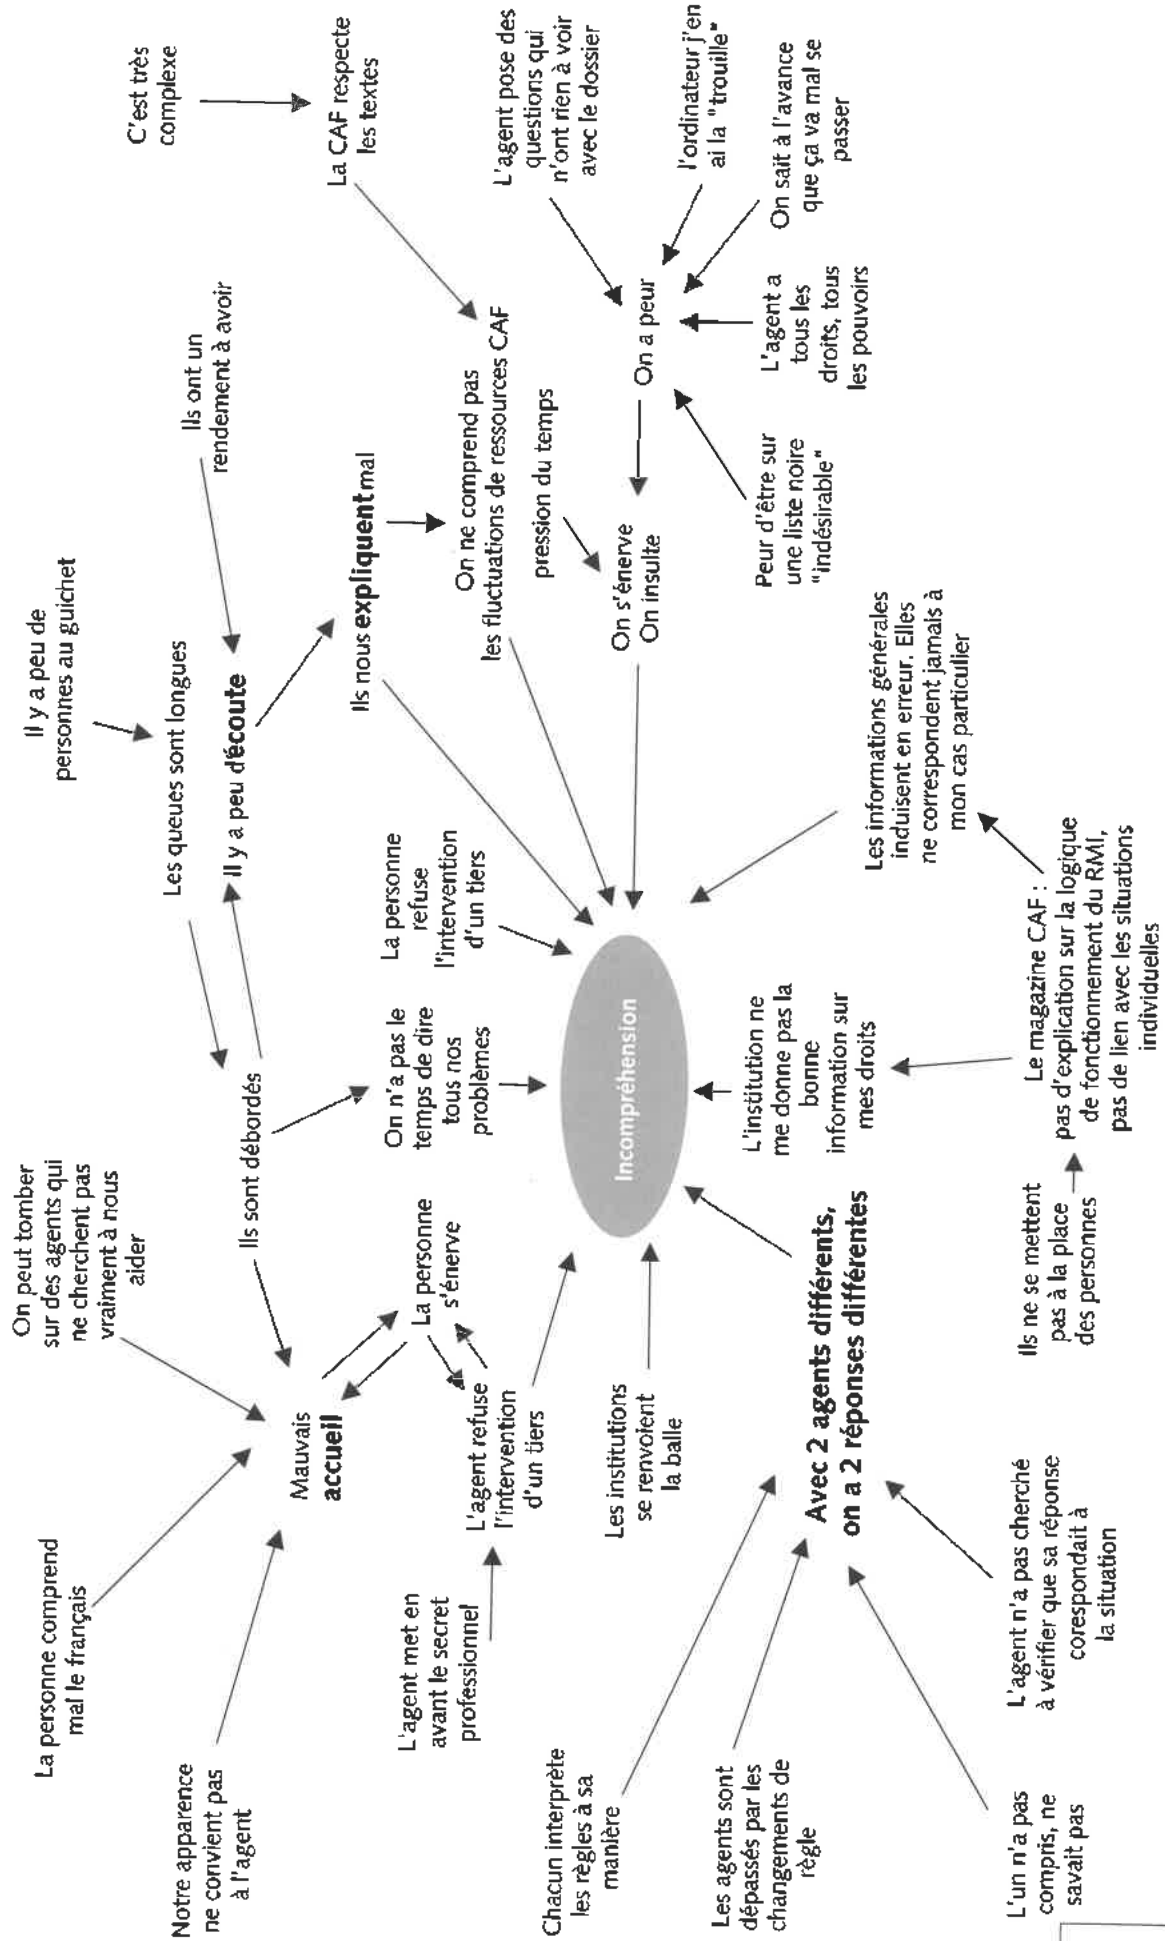 La personne comprend
mal le français
On peut tomber
sur des agents qui
ne cherchent pas
vraiment à nous
aider
Il y a peu de
personnes au guichet
C'est très
complexe
Notre apparence
ne convient pas
à l'agent
Mauvais
accueil
Ils sont débordés
Les queues sont longues
Il y a peu d'écoute
Ils ont un
rendement à avoir
La CAF respecte
les textes
L'agent met en
avant le secret
professionnel
L'agent refuse
l'intervention
d'un tiers
La personne
s'énerve
On n'a pas le
temps de dire
tous nos
problèmes
La personne
refuse
l'intervention
d'un tiers
Ils nous expliquent mal
On ne comprend pas
les fluctuations de ressources CAF
pression du temps
L'agent pose des
questions qui
n'ont rien à voir
avec le dossier
Chacun interprète
les règles à sa
manière
Les institutions
se renvoient
la balle
Incompréhension
On s'énerve
On insulte
On a peur
l'ordinateur j'en
ai la "trouille"
Les agents sont
dépassés par les
changements de
règle
Avec 2 agents différents,
on a 2 réponses différentes
L'institution ne
me donne pas la
bonne
information sur
mes droits
Les informations générales
induisent en erreur. Elles
ne correspondent jamais à
mon cas particulier
Peur d'être sur
une liste noire
"indésirable"
L'agent a
tous les
droits, tous
les pouvoirs
On sait à l'avance
que ça va mal se
passer
L'un n'a pas
compris, ne
savait pas
L'agent n'a pas cherché
à vérifier que sa réponse
corespondait à
la situation
Ils ne se mettent
pas à la place
des personnes
Le magazine CAF :
pas d'explication sur la logique
de fonctionnement du RMI,
pas de lien avec les situations
individuelles